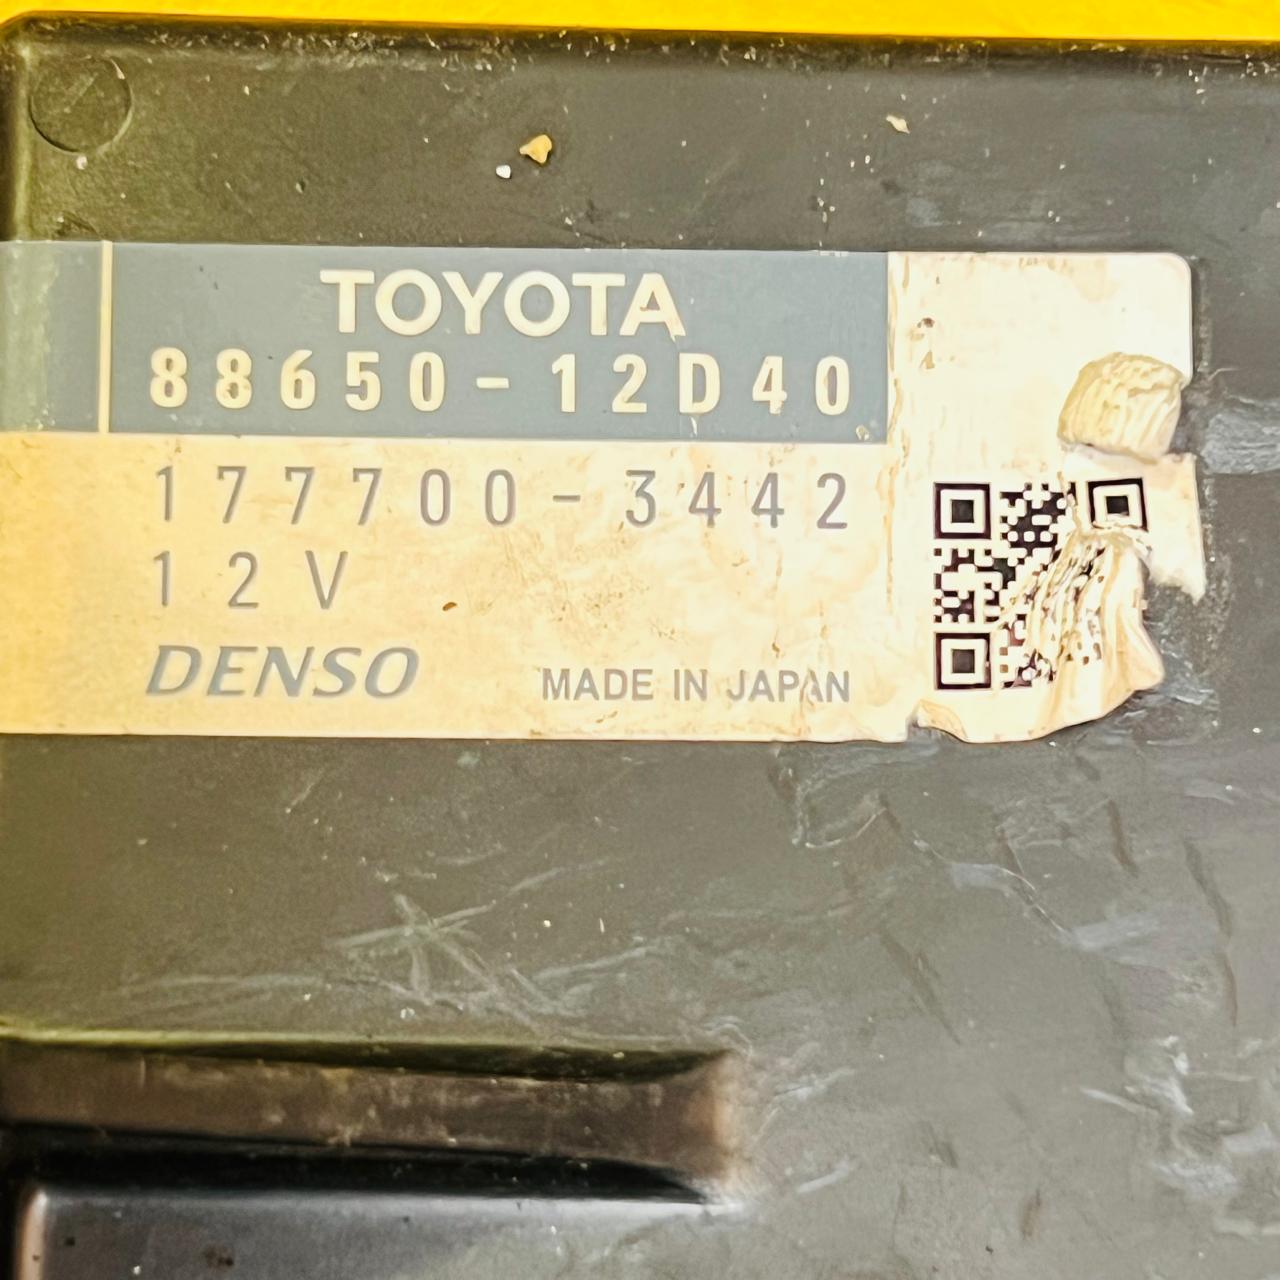 TOYOTA
88650-12D40
177700-3442
12V
DENSO
MADE IN JAPAN